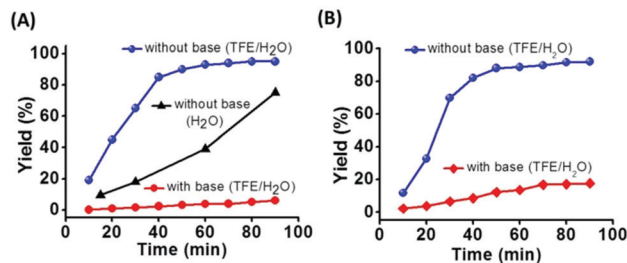 (A)
100
80
60
40
20
0
Yield (%)
without base (TFE/H2O)
without base
(H2O)
with base (TFE/H2O)
0 20 40 60 80 100
Time (min)
(B)
100
80
60
40
20
0
Yield (%)
without base (TFE/H2O)
with base (TFE/H2O)
0 20 40 60 80 100
Time (min)